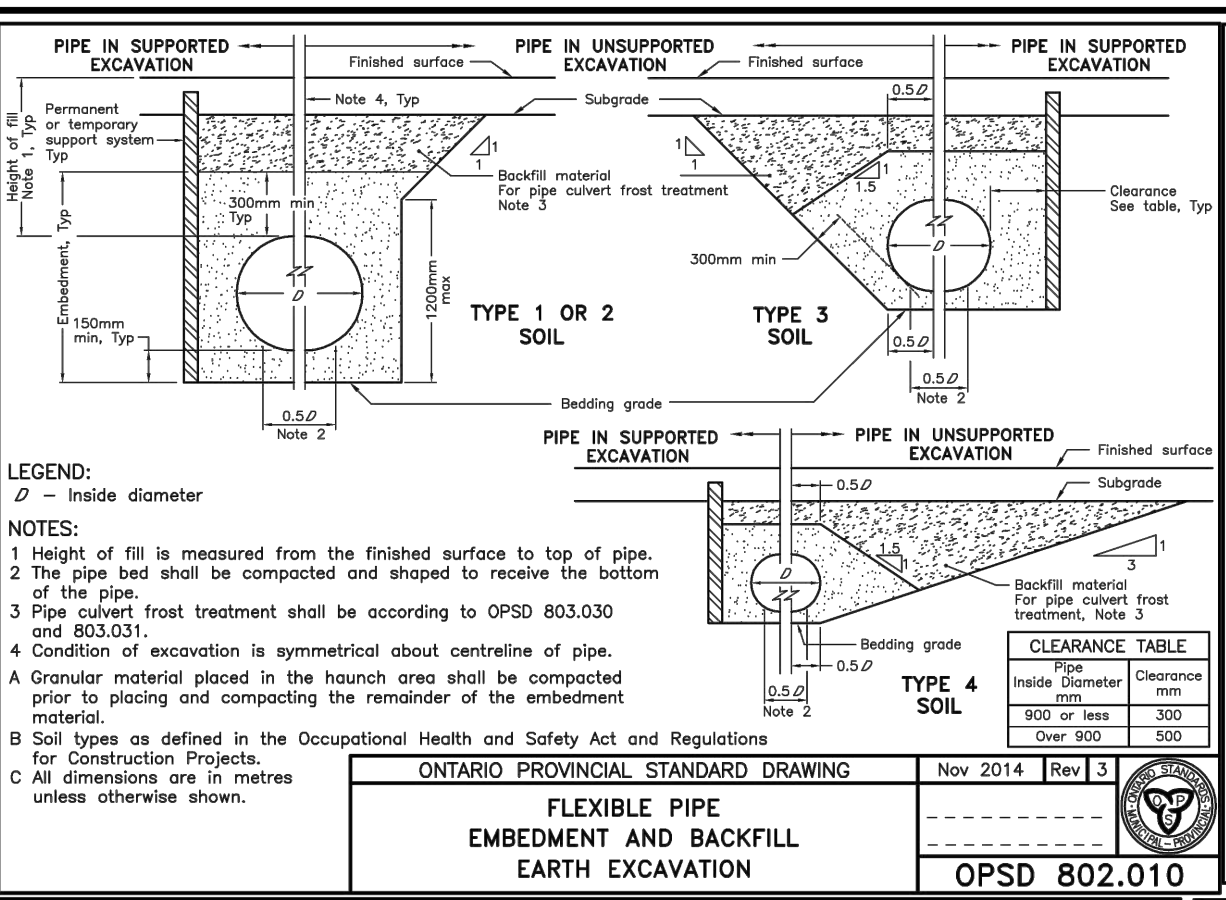 PIPE IN SUPPORTED
EXCAVATION
PIPE IN UNSUPPORTED
EXCAVATION
PIPE IN SUPPORTED
EXCAVATION
Finished surface
Finished surface
Note 4, Typ
Subgrade
0.5D
Permanent
or temporary
support system
Typ
Height of fill
Note 1, Typ
1
1
1
1
Backfill material
For pipe culvert frost treatment
Note 3
1
1.5
Clearance
See table, Typ
300mm min
Typ
Embedment, Typ
300mm min
D
D
1200mm
max
150mm
min, Typ
TYPE 1 OR 2
SOIL
TYPE 3
SOIL
0.5D
0.5D
Note 2
Bedding grade
0.5D
Note 2
PIPE IN SUPPORTED
EXCAVATION
PIPE IN UNSUPPORTED
EXCAVATION
Finished surface
Subgrade
0.5D
1.5
1
1
3
D
Backfill material
For pipe culvert frost
treatment, Note 3
Bedding grade
0.5D
0.5D
Note 2
TYPE 4
SOIL
LEGEND:
D – Inside diameter
NOTES:
1 Height of fill is measured from the finished surface to top of pipe.
2 The pipe bed shall be compacted and shaped to receive the bottom
of the pipe.
3 Pipe culvert frost treatment shall be according to OPSD 803.030
and 803.031.
4 Condition of excavation is symmetrical about centreline of pipe.
A Granular material placed in the haunch area shall be compacted
prior to placing and compacting the remainder of the embedment
material.
B Soil types as defined in the Occupational Health and Safety Act and Regulations
for Construction Projects.
C All dimensions are in metres
unless otherwise shown.
CLEARANCE TABLE
Pipe
Inside Diameter
mm
Clearance
mm
900 or less 300
Over 900 500
ONTARIO PROVINCIAL STANDARD DRAWING
Nov 2014 Rev 3
FLEXIBLE PIPE
EMBEDMENT AND BACKFILL
EARTH EXCAVATION
ONTARIO STANDARDS
MUNICIPAL – PROVINCIAL
O P
S
OPSD 802.010